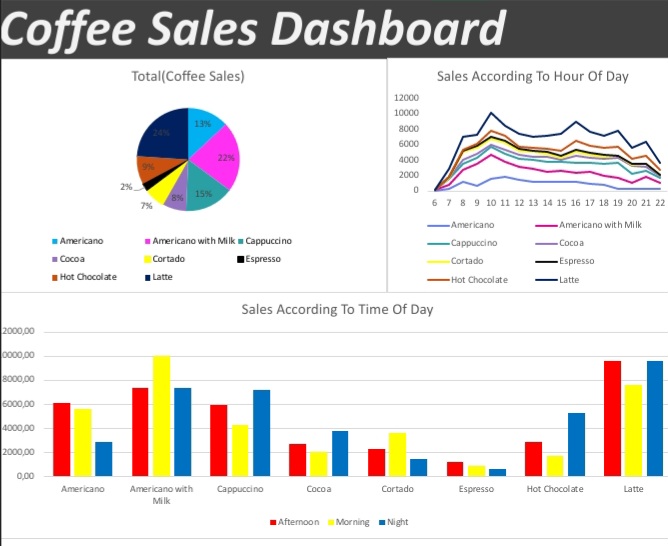 Coffee Sales Dashboard
Total(Coffee Sales)
13%
22%
15%
8%
7%
2%
9%
24%
Americano
Americano with Milk
Cappuccino
Cocoa
Cortado
Espresso
Hot Chocolate
Latte
Sales According To Hour Of Day
12000
10000
8000
6000
4000
2000
0
6 7 8 9 10 11 12 13 14 15 16 17 18 19 20 21 22
Americano
Americano with Milk
Cappuccino
Cocoa
Cortado
Espresso
Hot Chocolate
Latte
Sales According To Time Of Day
2000,00
0000,00
8000,00
6000,00
4000,00
2000,00
0,00
Americano
Americano with
Milk
Cappuccino
Cocoa
Cortado
Espresso
Hot Chocolate
Latte
Afternoon
Morning
Night